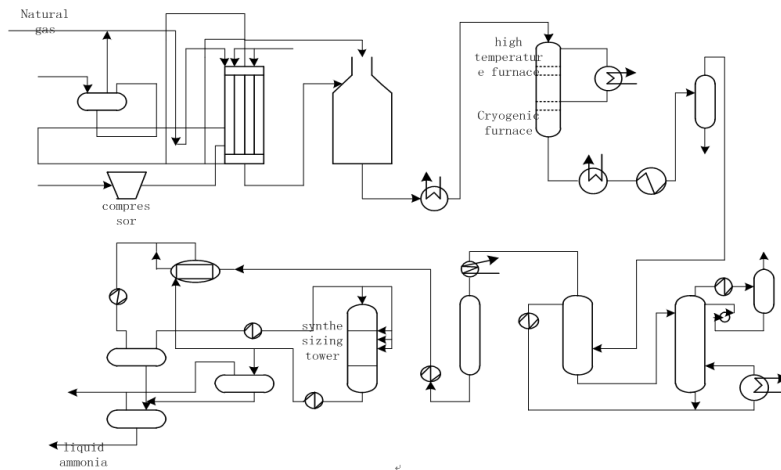 Natural
gas
high
temperatur
e furnace
Cryogenic
furnace
compres
sor
synthe
sizing
tower
liquid
ammonia